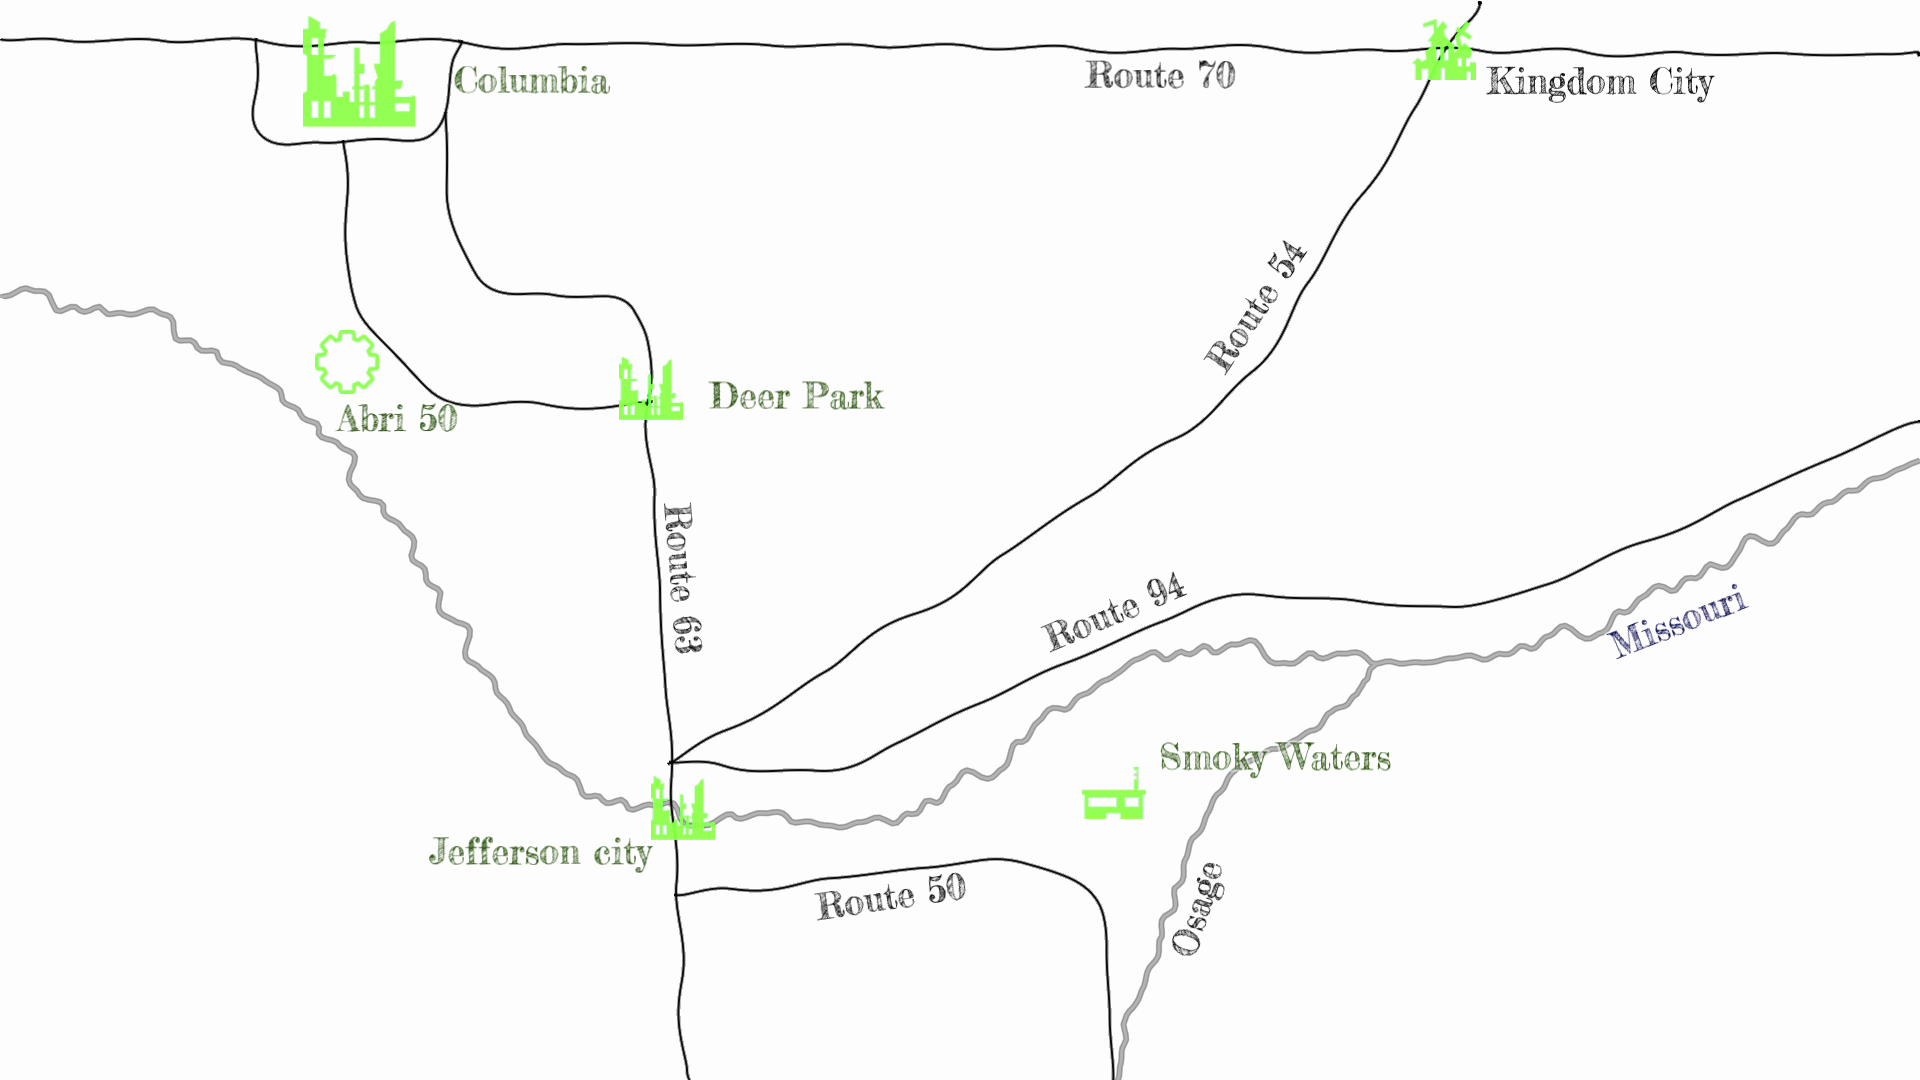 Columbia
Route 70
Kingdom City
Route 54
Abri 50
Deer Park
Route 63
Route 94
Missouri
Smoky Waters
Jefferson city
Route 50
Osage